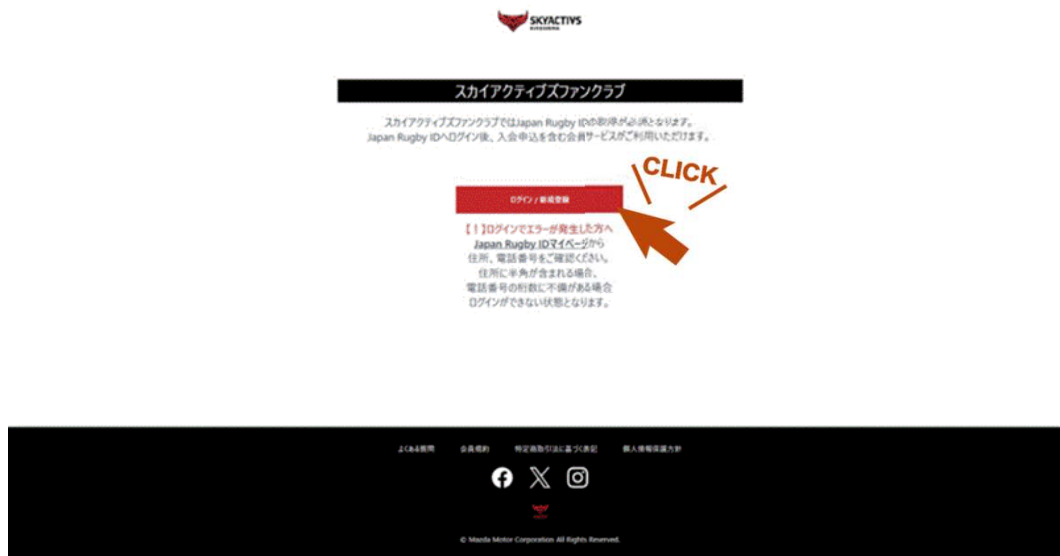 SKYACTIVS
HIROSHIMA
スカイアクティブズファンクラブ
スカイアクティブズファンクラブではJapan Rugby IDの取得が必須となります。
Japan Rugby IDへログイン後、入会申込を含む会員サービスがご利用いただけます。
CLICK
ログイン / 新規登録
【！】ログインでエラーが発生した方へ
Japan Rugby IDマイページから
住所、電話番号をご確認ください。
住所に半角が含まれる場合、
電話番号の桁数に不備がある場合
ログインができない状態となります。
よくある質問 会員規約 特定商取引法に基づく表記 個人情報保護方針
© Mazda Motor Corporation All Rights Reserved.